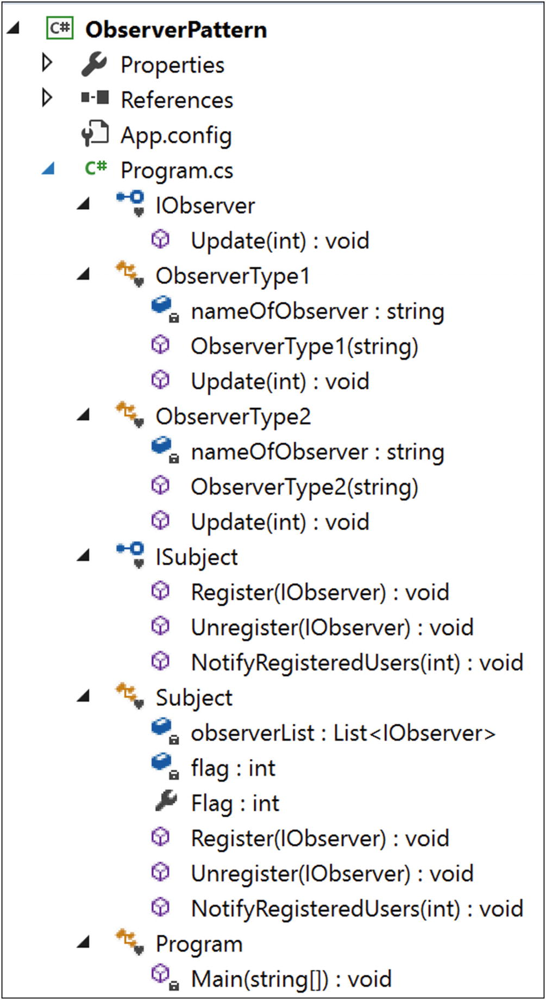 C# ObserverPattern
Properties
References
App.config
C# Program.cs
IObserver
Update(int) : void
ObserverType1
nameOfObserver : string
ObserverType1(string)
Update(int) : void
ObserverType2
nameOfObserver : string
ObserverType2(string)
Update(int) : void
ISubject
Register(IObserver) : void
Unregister(IObserver) : void
NotifyRegisteredUsers(int) : void
Subject
observerList : List<IObserver>
flag : int
Flag : int
Register(IObserver) : void
Unregister(IObserver) : void
NotifyRegisteredUsers(int) : void
Program
Main(string[]) : void